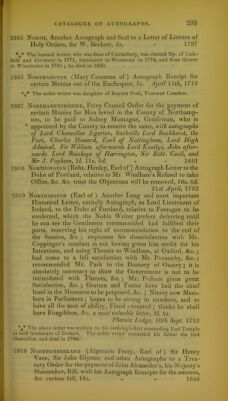 CATALOGUE OF AUTOGRAPHS. 293
2805 NORTH, Another Autograph and Seal to a Letter of Licence of
Holy Orders, for W. Beckett, 5s. - 1797
*** The learned writer, who was dean of Canterbury, was elected Bp. of Lich-
field and Coventry in 1771, translated to Worcester in 1774, and from thence
to Winchester in 1781; he died in 1820.
2806 NORTHAMPTON (Mary Countess of) Autograph Receipt for
certain Monies out of the Exchequer, 5s. April 15th, 1719
*** The noble writer was daughter of Baptist Noel, Viscount Camden.
2807 NORTHAMPTONSHIRE, Privy Council Order for the payment of
certain Monies for Men levied in the County of Northamp-
ton, to be paid to Sidney Montague, Gentleman, who is
appointed by the County to receive the same, with autographs
of Lord Chancellor Egerton, Sackville Lord Buckhurst, the
Poet, Charles Howard, Earl of Nottingham, Lord High
Admiral, Sir William afterwards Lord Knollys, John after-
wards Lord Stanhope of Harrington, Sir Robt. Cecil and
Sir J. Popham, 1l. 11s. 6d. 1601
2808 NORTHINGTON (Robt. Henley, Earl of) Autograph Letter to the
Duke of Portland, relative to Mr. Windham's Refusal to take
Office, &c. &c. trust the Objections will be removed, 10s. 6d.
21st April, 1783
2809 NORTHINGTON (Earl of) Another Long and most important
Historical Letter, entirely Autograph, as Lord Lieutenant of
Ireland, to the Duke of Portland, relative to Peerages to be
conferred, which the Noble Writer prefers deferring until
he can see the Gentlemen recommended had fulfilled their
parts, reserving his right of recommendation to the end of
the Session, &c.; expresses his dissatisfaction with Mr.
Coppinger's conduct in not having given him credit for his
Intentions, and using Threats to Windham, at Oxford, &c.;
had come to a full satisfaction with Mr. Ponsonby, &c.;
recommended Mr. Park to the Deanery of Ossory; it is
absolutely necessary to show the Government is not to be
intimidated with Threats, &c.; Mr. Pelham gives great
Satisfaction, &c.; Grattan and Foster have had the chief
hand in the Measures to be proposed, &c.; Ninety new Mem-
bers in Parliament; hopes to be strong in numbers, and to
have all the men of ability, Flood excepted; thinks he shall
have Fitzgibbon, &c. a most valuable letter, 2l. 2s.
Phœnix Lodge, 10th Sept. 1783
*** The above letter was written on his lordship's first succeeding Earl Temple
as lord lieutenant of Ireland. The noble writer succeeded his father the lord
chancellor, and died in 1786.
2810 NORTHUMBERLAND (Algernon Percy, Earl of) Sir Henry
Vane, Sir John Glynne, and other Autographs to a Trea-
sury Order for the payment of John Alexander's, his Majesty's
Shoemaker, Bill, with his Autograph Receipts for the amount,
&c. curious bill, 18s. - 1646